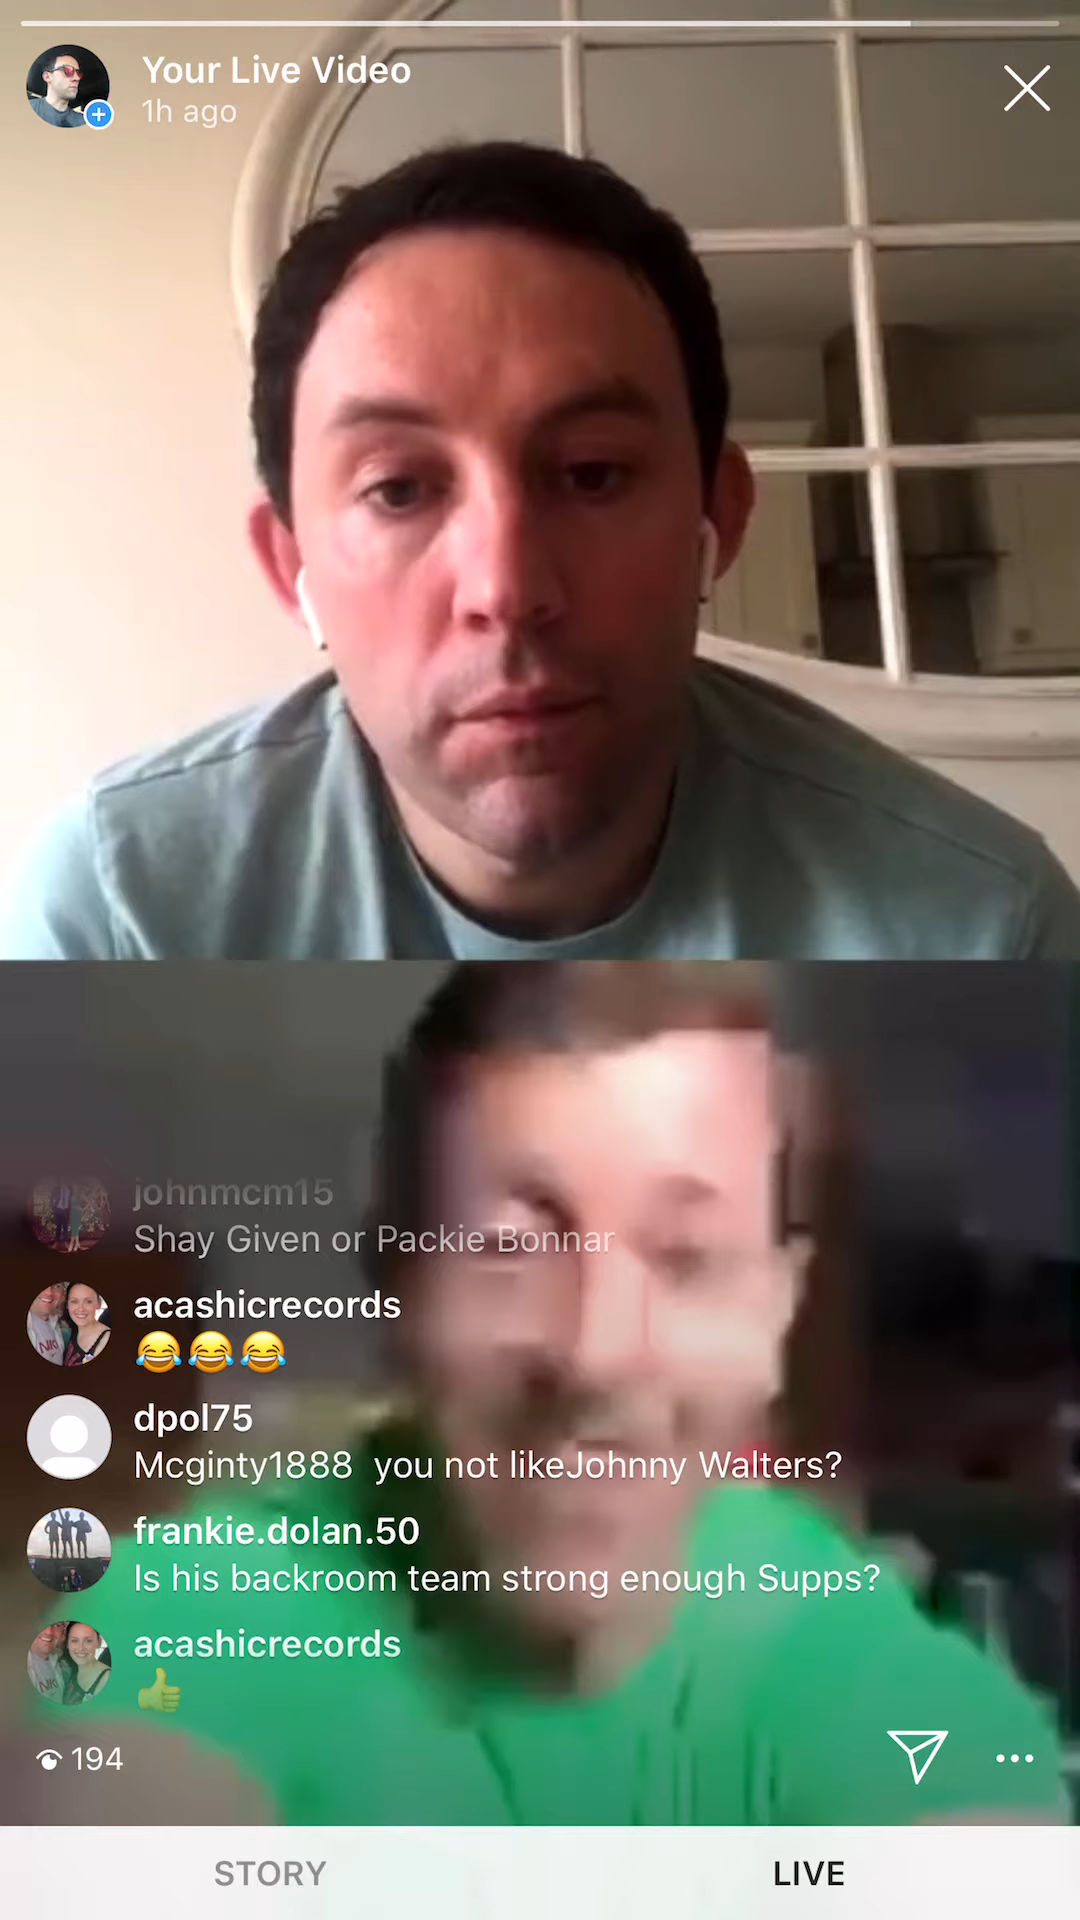 Your Live Video
1h ago
johnmcm15
Shay Given or Packie Bonnar
acashicrecords
😂😂😂
dpol75
Mcginty1888  you not likeJohnny Walters?
frankie.dolan.50
Is his backroom team strong enough Supps?
acashicrecords
👍
194
STORY
LIVE